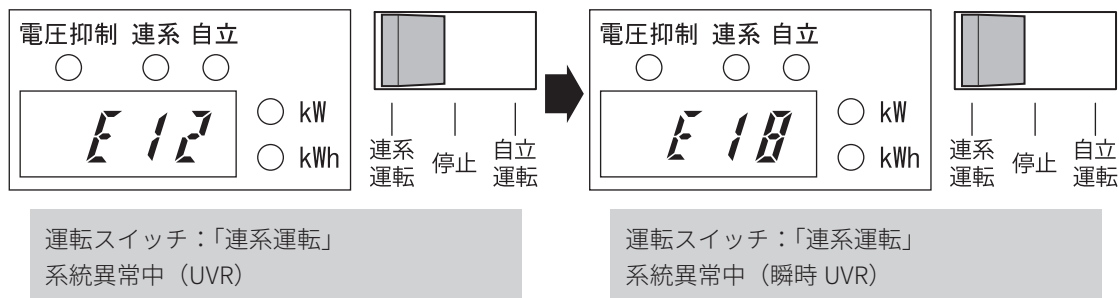 電圧抑制 連系 自立
E12
kW
kWh
連系
運転
停止
自立
運転
運転スイッチ：「連系運転」
系統異常中（UVR）
電圧抑制 連系 自立
E18
kW
kWh
連系
運転
停止
自立
運転
運転スイッチ：「連系運転」
系統異常中（瞬時 UVR）